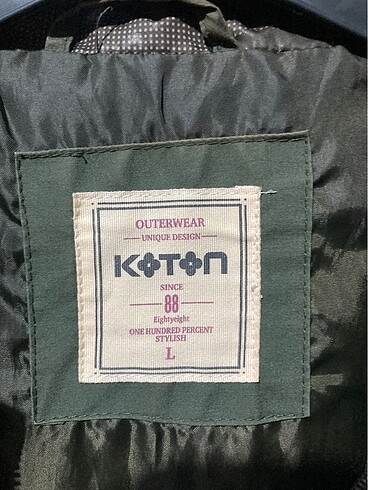 OUTERWEAR
UNIQUE DESIGN
KOTON
SINCE
88
Eightyeight
ONE HUNDRED PERCENT
STYLISH
L